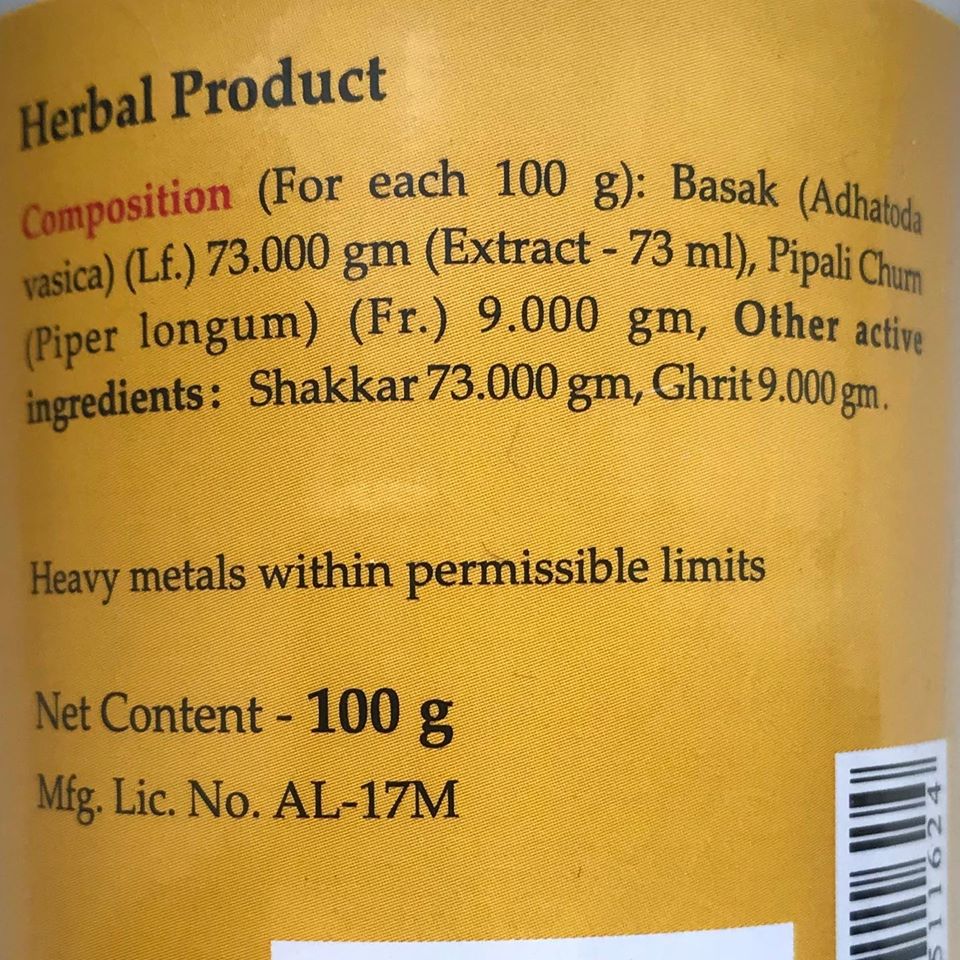 Herbal Product
Composition (For each 100 g): Basak (Adhatoda
vasica) (Lf.) 73.000 gm (Extract - 73 ml), Pipali Churn
(Piper longum) (Fr.) 9.000 gm, Other active
ingredients: Shakkar 73.000 gm, Ghrit 9.000 gm.
Heavy metals within permissible limits
Net Content - 100 g
Mfg. Lic. No. AL-17M
511624